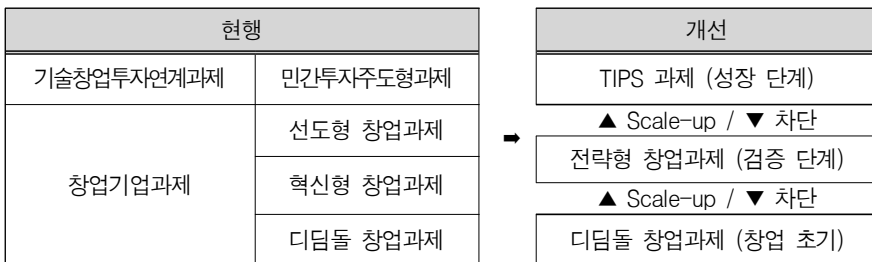 현행
기술창업투자연계과제 민간투자주도형과제
창업기업과제
선도형 창업과제
혁신형 창업과제
디딤돌 창업과제
➡
개선
TIPS 과제 (성장 단계)
▲ Scale-up / ▼ 차단
전략형 창업과제 (검증 단계)
▲ Scale-up / ▼ 차단
디딤돌 창업과제 (창업 초기)